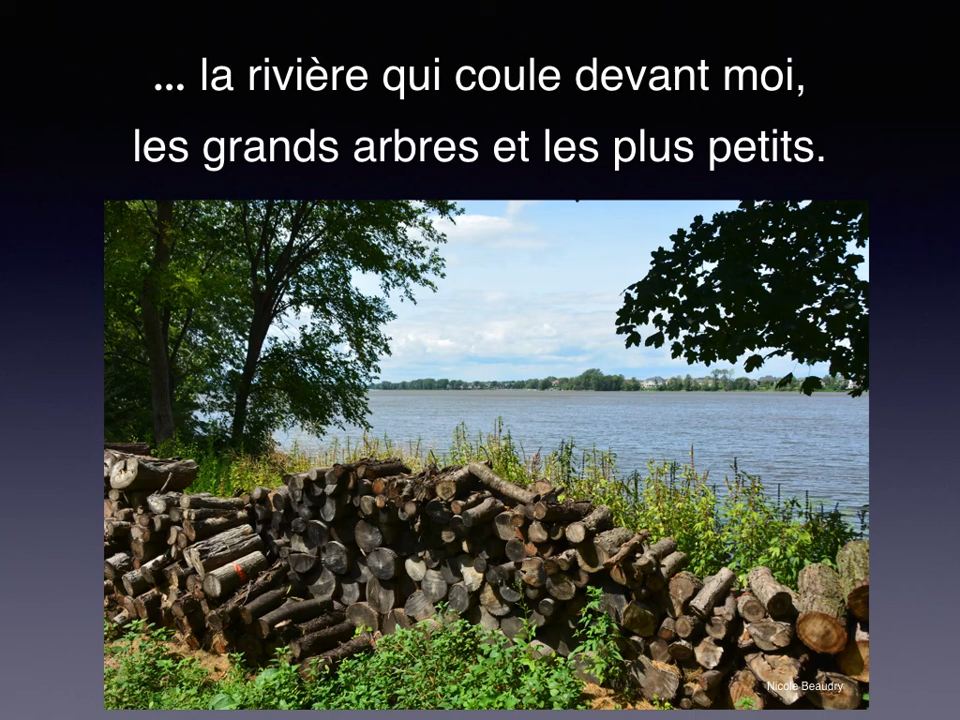 ... la rivière qui coule devant moi,
les grands arbres et les plus petits.
Nicole Beaudry